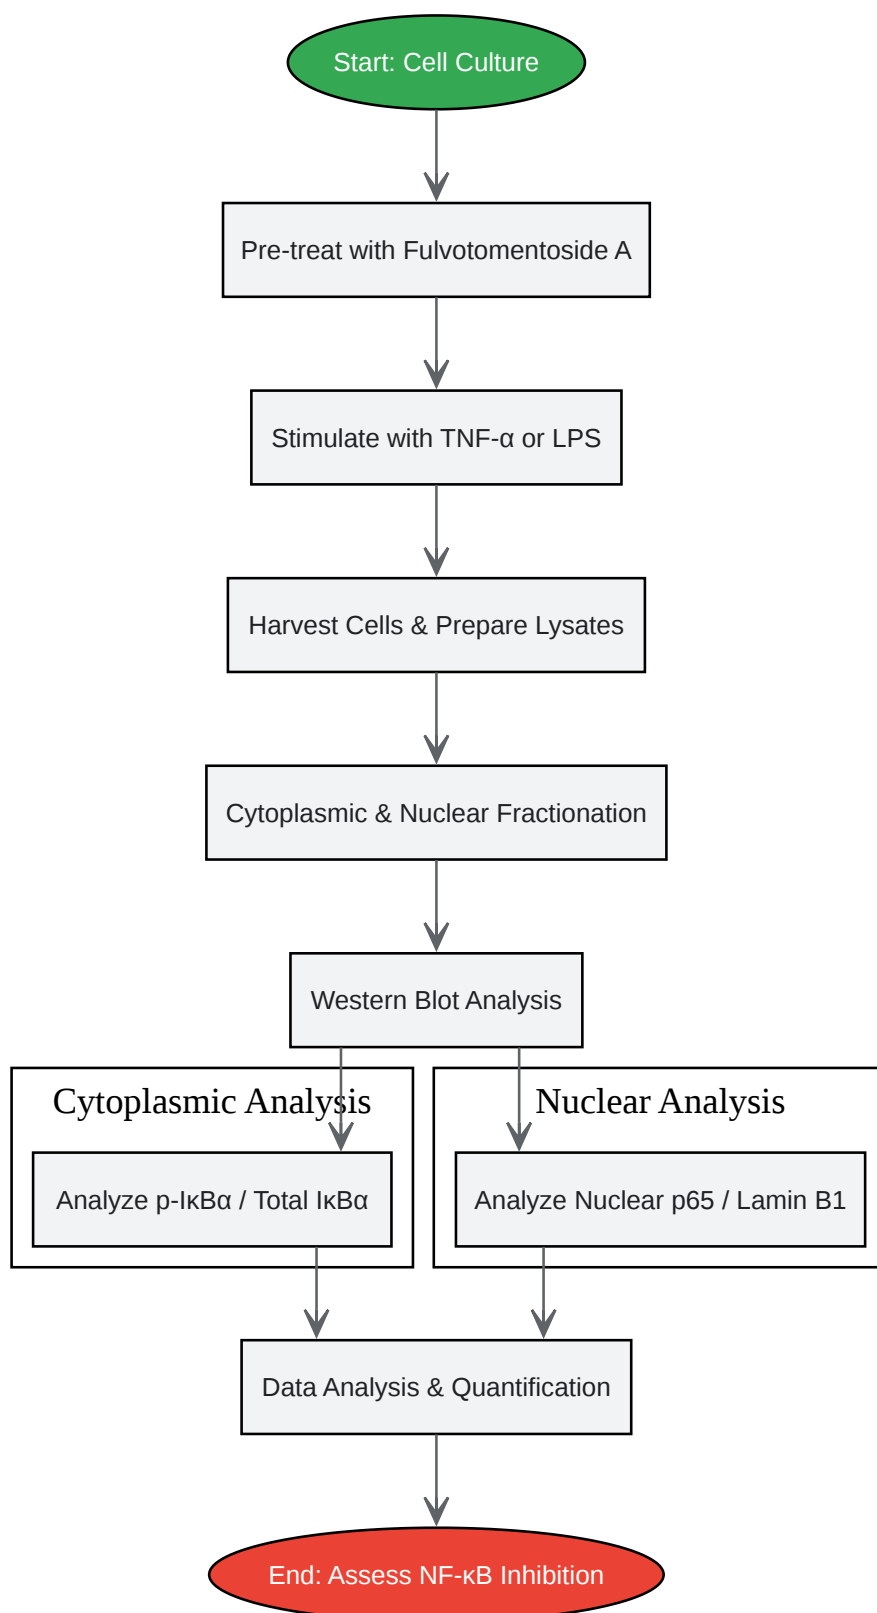 Start: Cell Culture
Pre-treat with Fulvotomentoside A
Stimulate with TNF-α or LPS
Harvest Cells & Prepare Lysates
Cytoplasmic & Nuclear Fractionation
Western Blot Analysis
Cytoplasmic Analysis
Nuclear Analysis
Analyze p-IκBα / Total IκBα
Analyze Nuclear p65 / Lamin B1
Data Analysis & Quantification
End: Assess NF-κB Inhibition